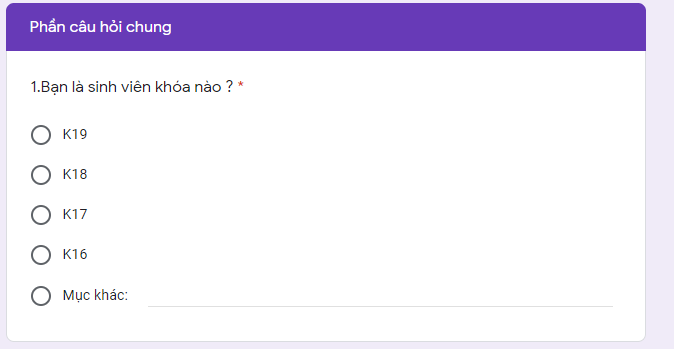 Phần câu hỏi chung
1.Bạn là sinh viên khóa nào ? *
K19
K18
K17
K16
Mục khác: